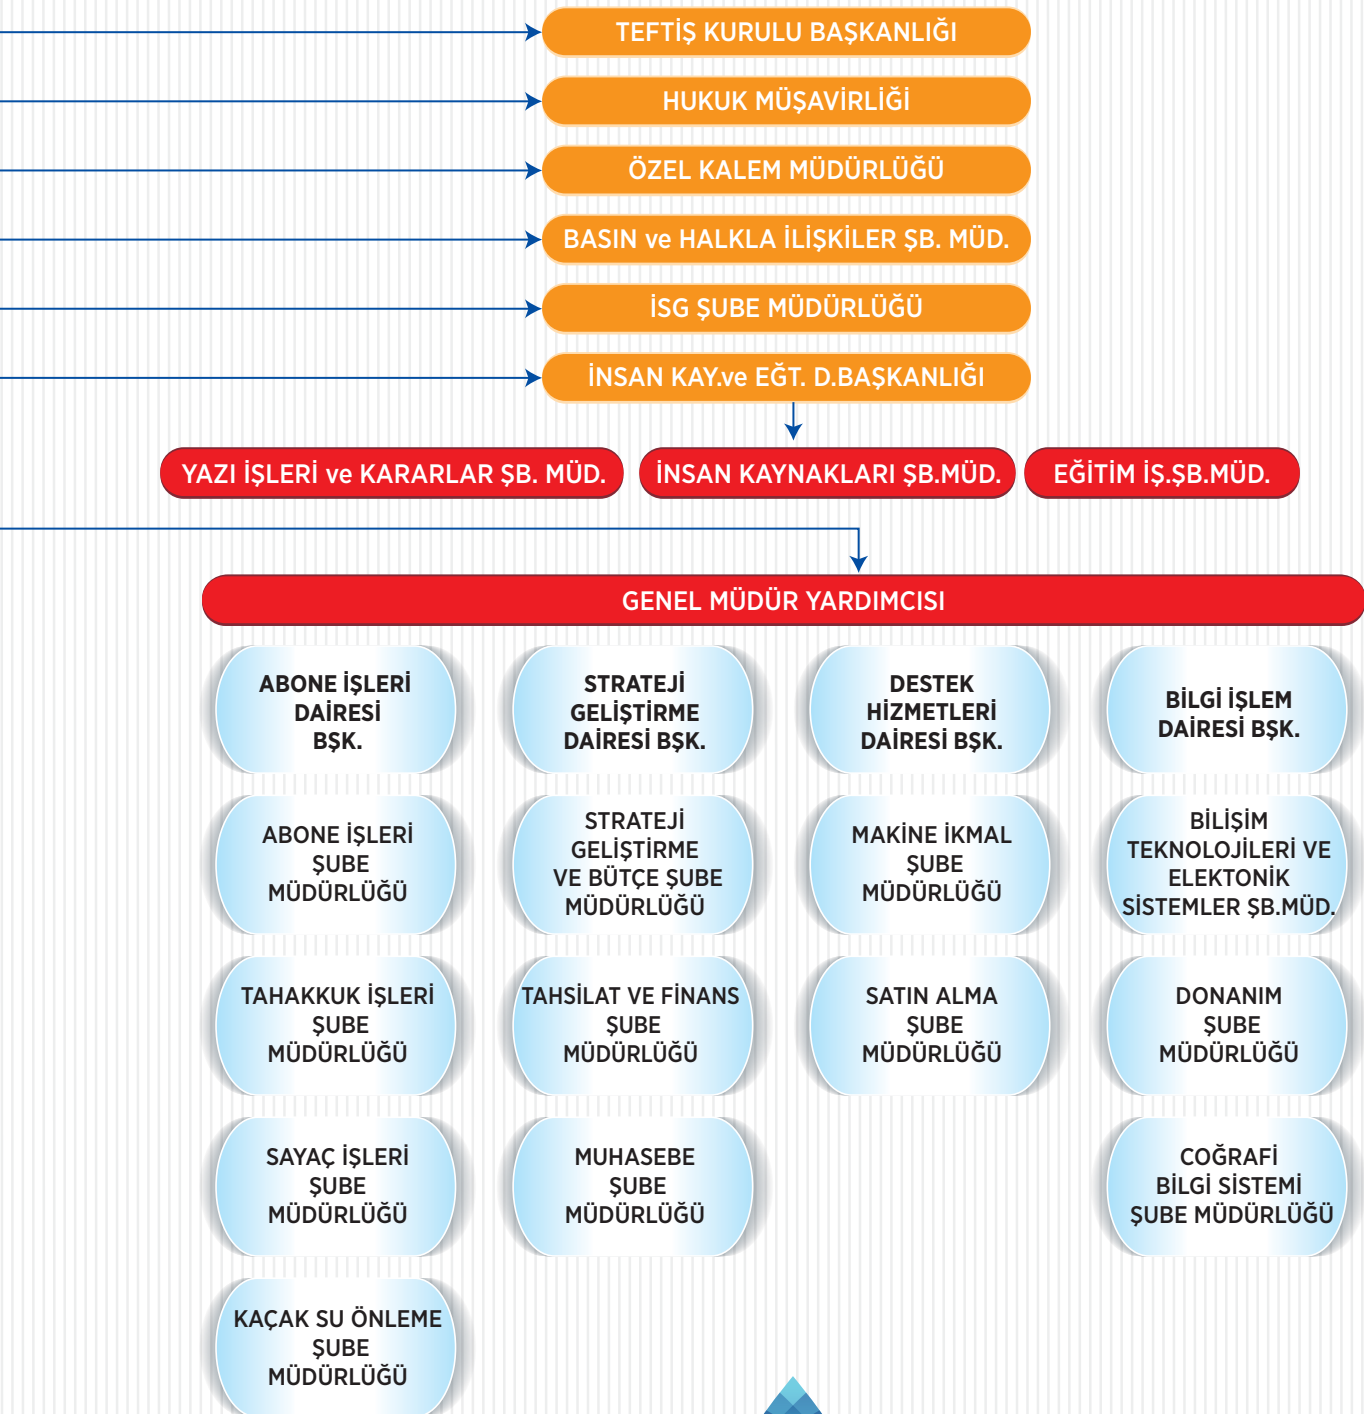 TEFTİŞ KURULU BAŞKANLIĞI
HUKUK MÜŞAVİRLİĞİ
ÖZEL KALEM MÜDÜRLÜĞÜ
BASIN ve HALKLA İLİŞKİLER ŞB. MÜD.
İSG ŞUBE MÜDÜRLÜĞÜ
İNSAN KAY.ve EĞT. D.BAŞKANLIĞI
YAZI İŞLERİ ve KARARLAR ŞB. MÜD.
İNSAN KAYNAKLARI ŞB.MÜD.
EĞİTİM İŞ.ŞB.MÜD.
GENEL MÜDÜR YARDIMCISI
ABONE İŞLERİ
DAİRESİ
BŞK.
ABONE İŞLERİ
ŞUBE
MÜDÜRLÜĞÜ
TAHAKKUK İŞLERİ
ŞUBE
MÜDÜRLÜĞÜ
SAYAÇ İŞLERİ
ŞUBE
MÜDÜRLÜĞÜ
KAÇAK SU ÖNLEME
ŞUBE
MÜDÜRLÜĞÜ
STRATEJİ
GELİŞTİRME
DAİRESİ BŞK.
STRATEJİ
GELİŞTİRME
VE BÜTÇE ŞUBE
MÜDÜRLÜĞÜ
TAHSİLAT VE FİNANS
ŞUBE
MÜDÜRLÜĞÜ
MUHASEBE
ŞUBE
MÜDÜRLÜĞÜ
DESTEK
HİZMETLERİ
DAİRESİ BŞK.
MAKİNE İKMAL
ŞUBE
MÜDÜRLÜĞÜ
SATIN ALMA
ŞUBE
MÜDÜRLÜĞÜ
BİLGİ İŞLEM
DAİRESİ BŞK.
BİLİŞİM
TEKNOLOJİLERİ VE
ELEKTONİK
SİSTEMLER ŞB.MÜD.
DONANIM
ŞUBE
MÜDÜRLÜĞÜ
COĞRAFİ
BİLGİ SİSTEMİ
ŞUBE MÜDÜRLÜĞÜ